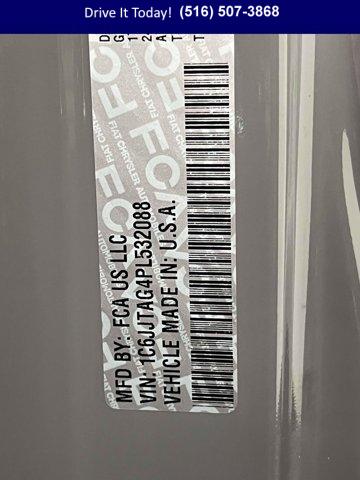 Drive It Today! (516) 507-3868
MFD BY: FCA US LLC
VIN: 1C6JJTAG4PL532088
VEHICLE MADE IN: U.S.A.